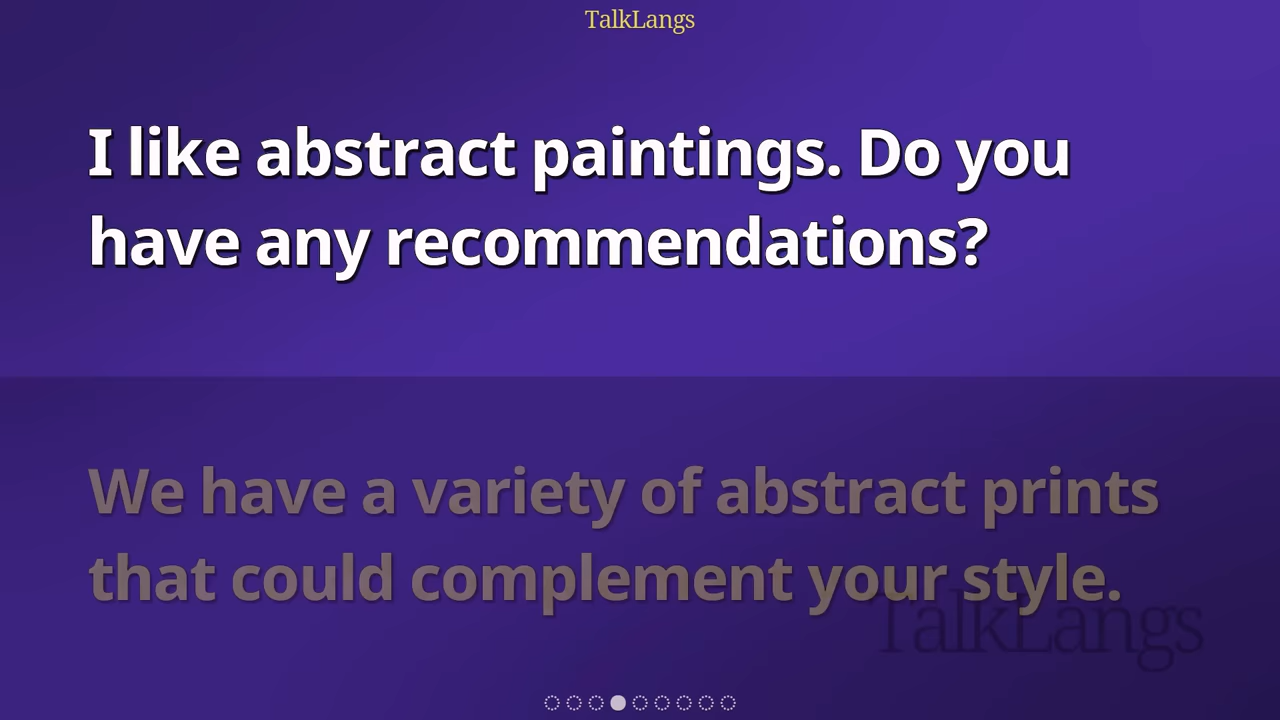 TalkLangs
I like abstract paintings. Do you
have any recommendations?
We have a variety of abstract prints
that could complement your style.
TalkLangs